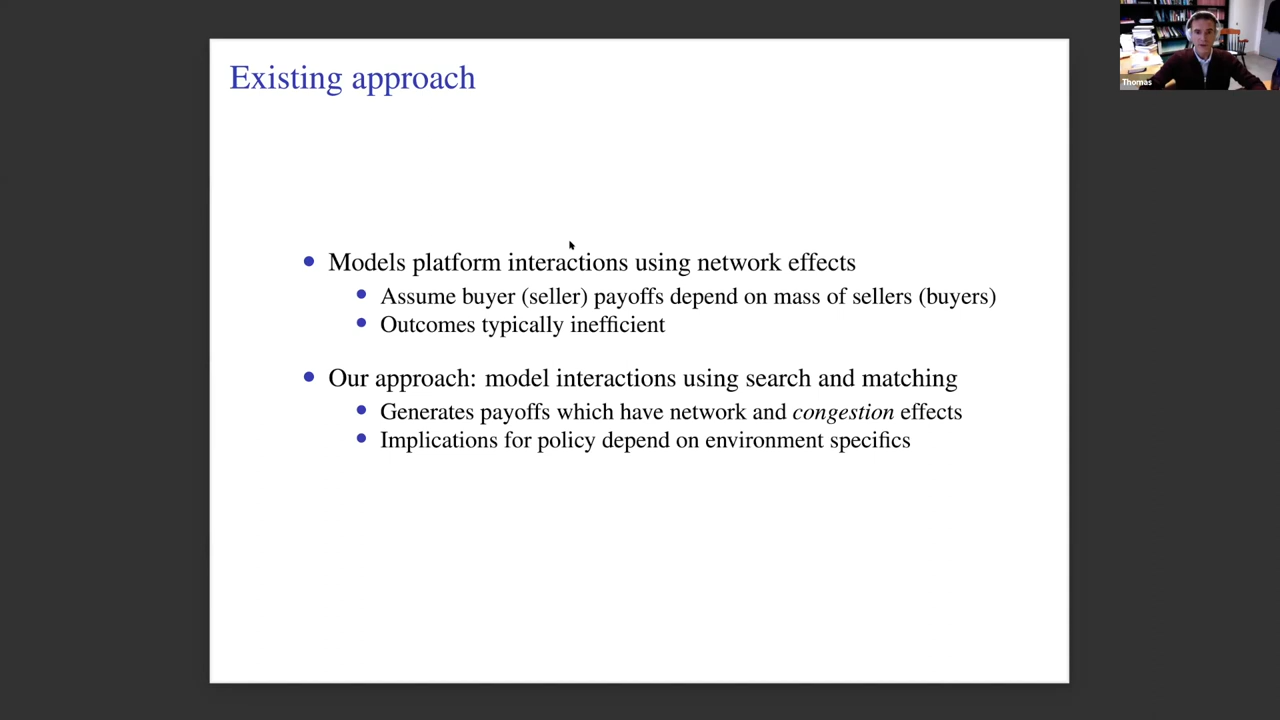 Existing approach
Thomas
Models platform interactions using network effects
Assume buyer (seller) payoffs depend on mass of sellers (buyers)
Outcomes typically inefficient
Our approach: model interactions using search and matching
Generates payoffs which have network and congestion effects
Implications for policy depend on environment specifics